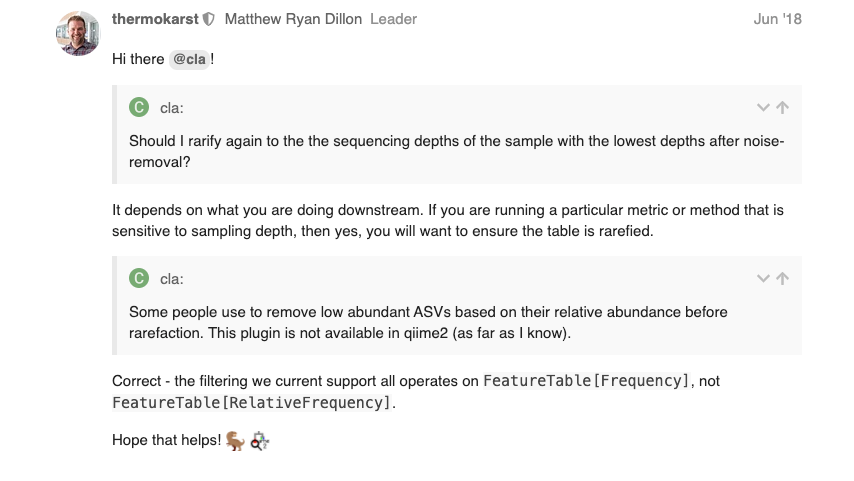 thermokarst Matthew Ryan Dillon Leader Jun '18
Hi there @cla !
C cla:
Should I rarify again to the the sequencing depths of the sample with the lowest depths after noise-
removal?
It depends on what you are doing downstream. If you are running a particular metric or method that is
sensitive to sampling depth, then yes, you will want to ensure the table is rarefied.
C cla:
Some people use to remove low abundant ASVs based on their relative abundance before
rarefaction. This plugin is not available in qiime2 (as far as I know).
Correct - the filtering we current support all operates on FeatureTable[Frequency], not
FeatureTable[RelativeFrequency].
Hope that helps!